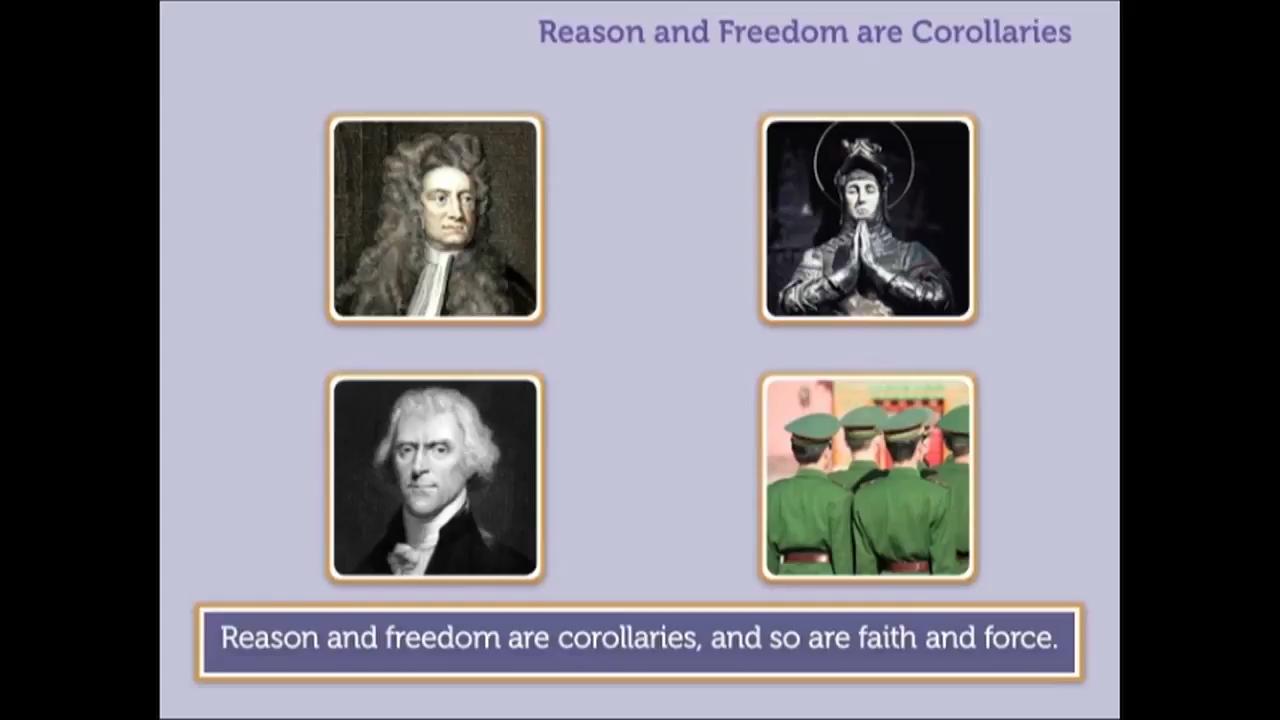 Reason and Freedom are Corollaries
Reason and freedom are corollaries, and so are faith and force.